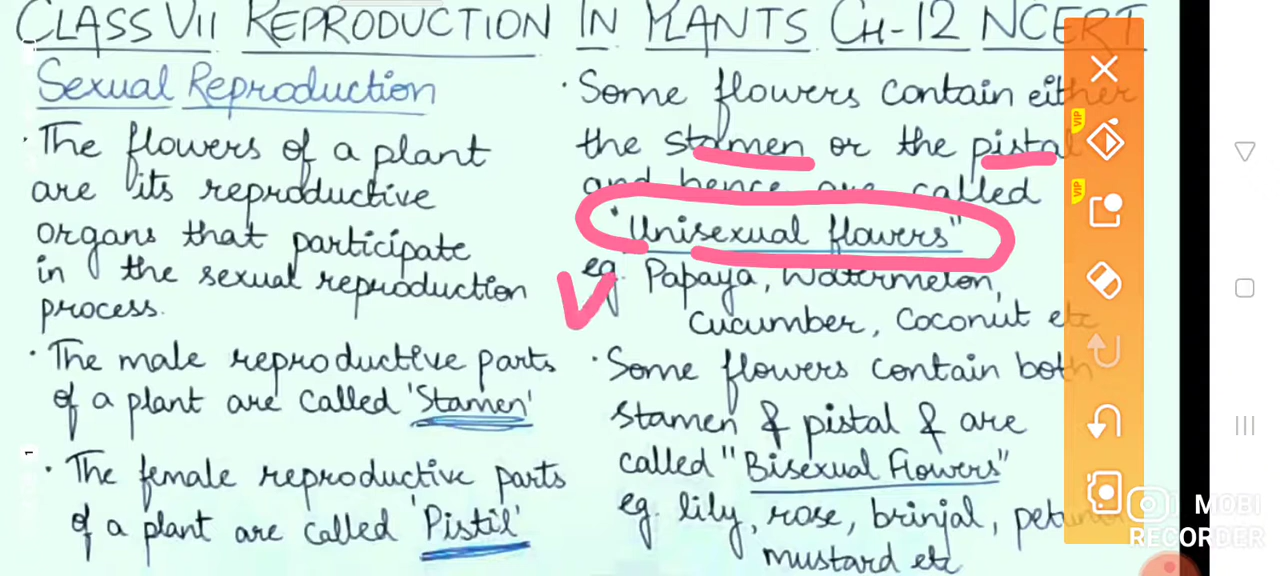 CLASS VII REPRODUCTION IN PLANTS CH-12 NCERT
Sexual Reproduction
· The flowers of a plant
are its reproductive
organs that participate
in the sexual reproduction
process.
· The male reproductive parts
of a plant are called 'Stamen'
· The female reproductive parts
of a plant are called 'Pistil'
· Some flowers contain either
the stamen or the pistal
and hence are called
"Unisexual flowers"
eg. Papaya, Watermelon,
cucumber, coconut etc
· Some flowers contain both
stamen & pistal & are
called "Bisexual Flowers"
eg. lily, rose, brinjal,
mustard etc
VIP
VIP
MOBI
RECORDER